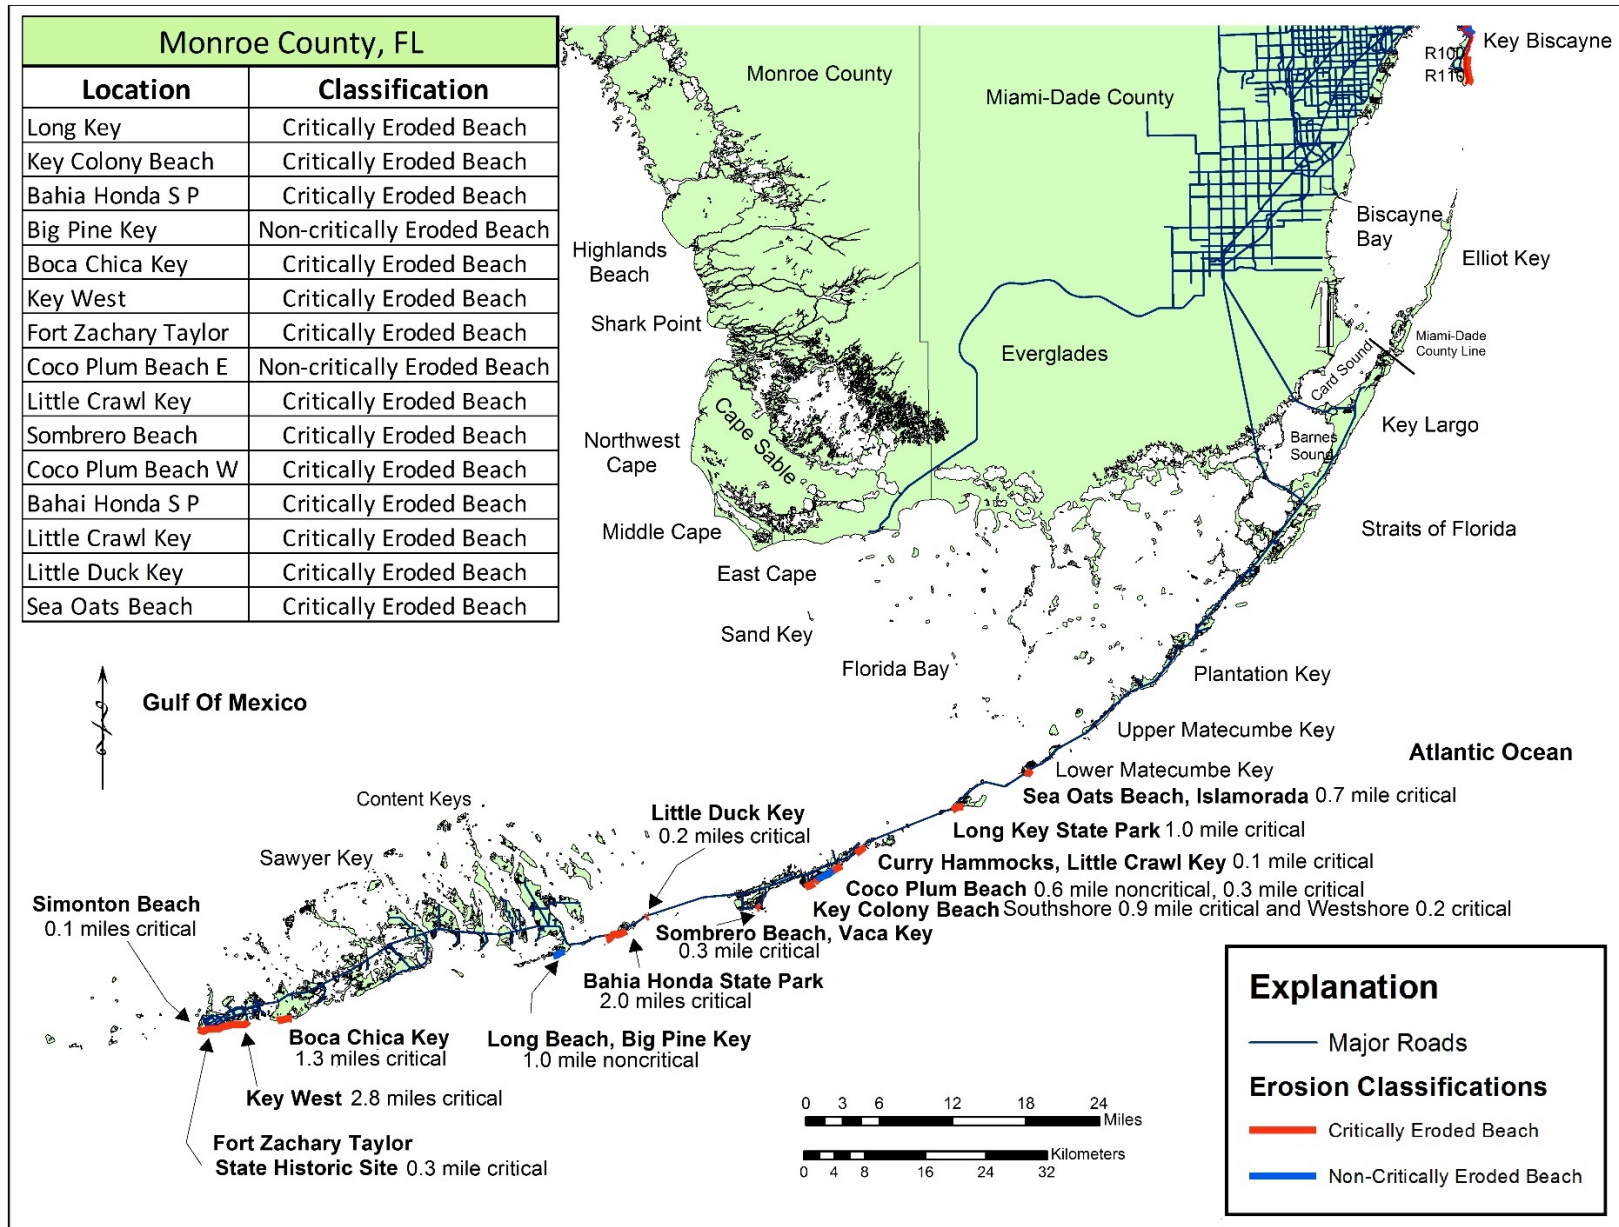 Monroe County, FL
Location Classification
Long Key Critically Eroded Beach
Key Colony Beach Critically Eroded Beach
Bahia Honda S P Critically Eroded Beach
Big Pine Key Non-critically Eroded Beach
Boca Chica Key Critically Eroded Beach
Key West Critically Eroded Beach
Fort Zachary Taylor Critically Eroded Beach
Coco Plum Beach E Non-critically Eroded Beach
Little Crawl Key Critically Eroded Beach
Sombrero Beach Critically Eroded Beach
Coco Plum Beach W Critically Eroded Beach
Bahai Honda S P Critically Eroded Beach
Little Crawl Key Critically Eroded Beach
Little Duck Key Critically Eroded Beach
Sea Oats Beach Critically Eroded Beach
Monroe County
Miami-Dade County
Key Biscayne
R100
R110
Biscayne
Bay
Elliot Key
Highlands
Beach
Shark Point
Everglades
Miami-Dade
County Line
Card Sound
Cape Sable
Northwest
Cape
Key Largo
Barnes
Sound
Middle Cape
Straits of Florida
East Cape
Sand Key
Florida Bay
Plantation Key
Gulf Of Mexico
Upper Matecumbe Key
Atlantic Ocean
Lower Matecumbe Key
Sea Oats Beach, Islamorada 0.7 mile critical
Long Key State Park 1.0 mile critical
Curry Hammocks, Little Crawl Key 0.1 mile critical
Coco Plum Beach 0.6 mile noncritical, 0.3 mile critical
Key Colony Beach Southshore 0.9 mile critical and Westshore 0.2 critical
Content Keys
Little Duck Key
0.2 miles critical
Sawyer Key
Simonton Beach
0.1 miles critical
Sombrero Beach, Vaca Key
0.3 mile critical
Bahia Honda State Park
2.0 miles critical
Boca Chica Key
1.3 miles critical
Long Beach, Big Pine Key
1.0 mile noncritical
Key West 2.8 miles critical
Fort Zachary Taylor
State Historic Site 0.3 mile critical
0 3 6 12 18 24
Miles
Kilometers
0 4 8 16 24 32
Explanation
Major Roads
Erosion Classifications
Critically Eroded Beach
Non-Critically Eroded Beach